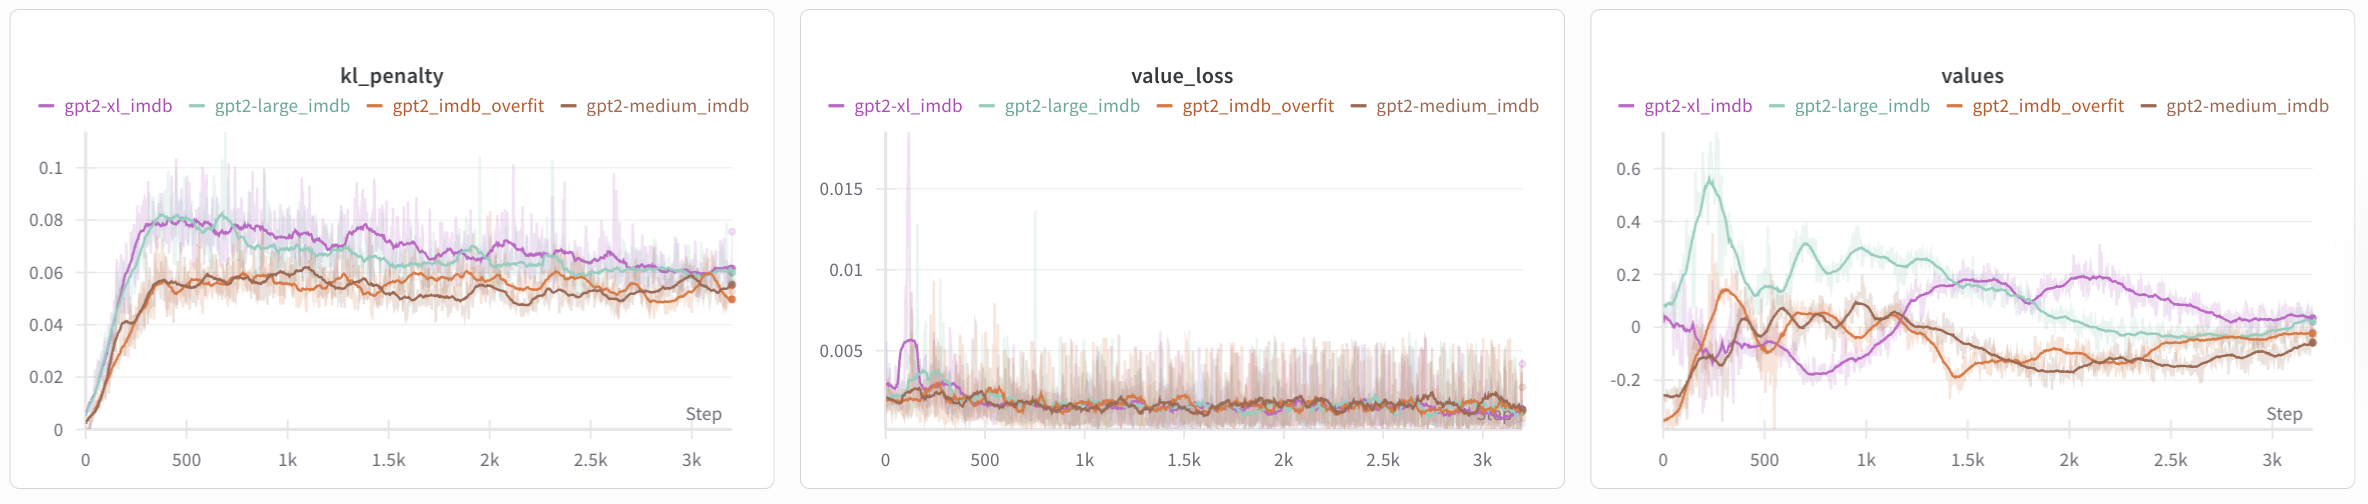 kl_penalty
gpt2-xl_imdb gpt2-large_imdb gpt2_imdb_overfit gpt2-medium_imdb
0.1
0.08
0.06
0.04
0.02
0
Step
0 500 1k 1.5k 2k 2.5k 3k
value_loss
gpt2-xl_imdb gpt2-large_imdb gpt2_imdb_overfit gpt2-medium_imdb
0.015
0.01
0.005
Step
0 500 1k 1.5k 2k 2.5k 3k
values
gpt2-xl_imdb gpt2-large_imdb gpt2_imdb_overfit gpt2-medium_imdb
0.6
0.4
0.2
0
-0.2
Step
0 500 1k 1.5k 2k 2.5k 3k